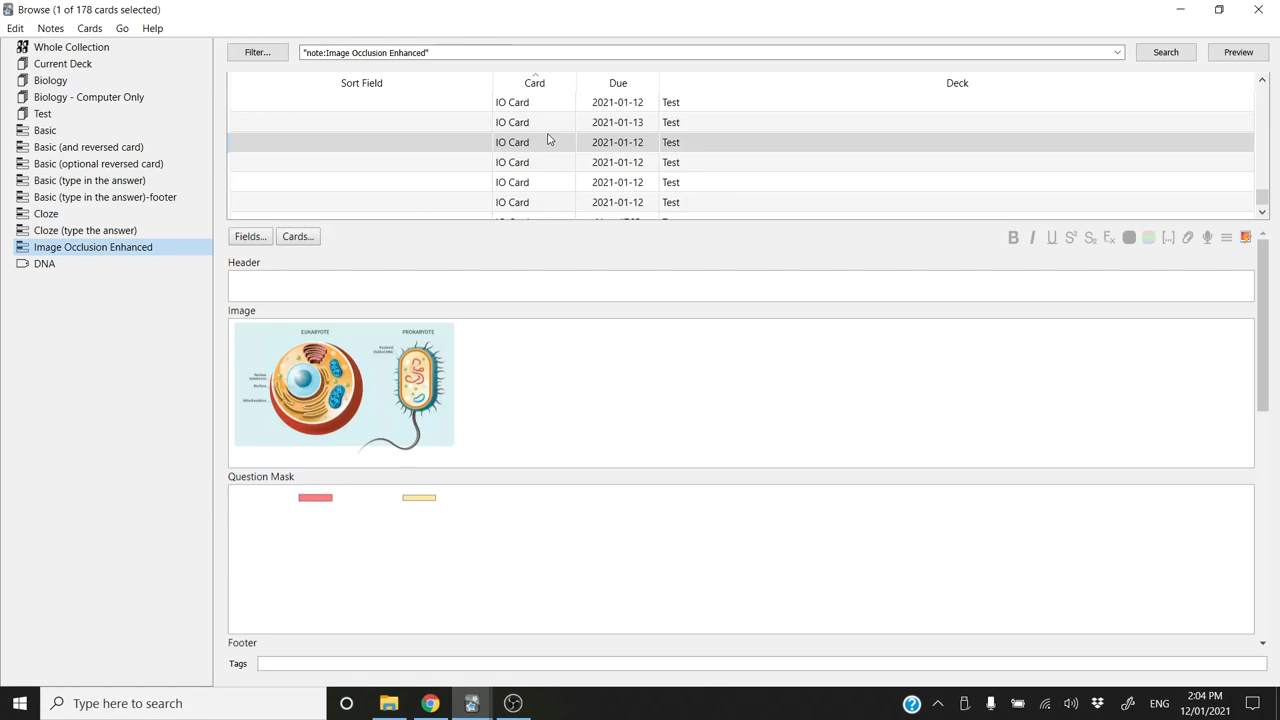 Browse (1 of 178 cards selected)
Edit Notes Cards Go Help
Whole Collection
Current Deck
Biology
Biology - Computer Only
Test
Basic
Basic (and reversed card)
Basic (optional reversed card)
Basic (type in the answer)
Basic (type in the answer)-footer
Cloze
Cloze (type the answer)
Image Occlusion Enhanced
DNA
Filter... "note:Image Occlusion Enhanced" Search Preview
Sort Field Card Due Deck
IO Card 2021-01-12 Test
IO Card 2021-01-13 Test
IO Card 2021-01-12 Test
IO Card 2021-01-12 Test
IO Card 2021-01-12 Test
IO Card 2021-01-12 Test
Fields... Cards...
Header
Image
EUKARYOTE PROKARYOTE
Question Mask
Footer
Tags
Type here to search
ENG
2:04 PM
12/01/2021